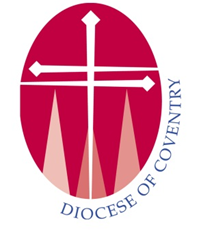 DIOCESE OF COVENTRY